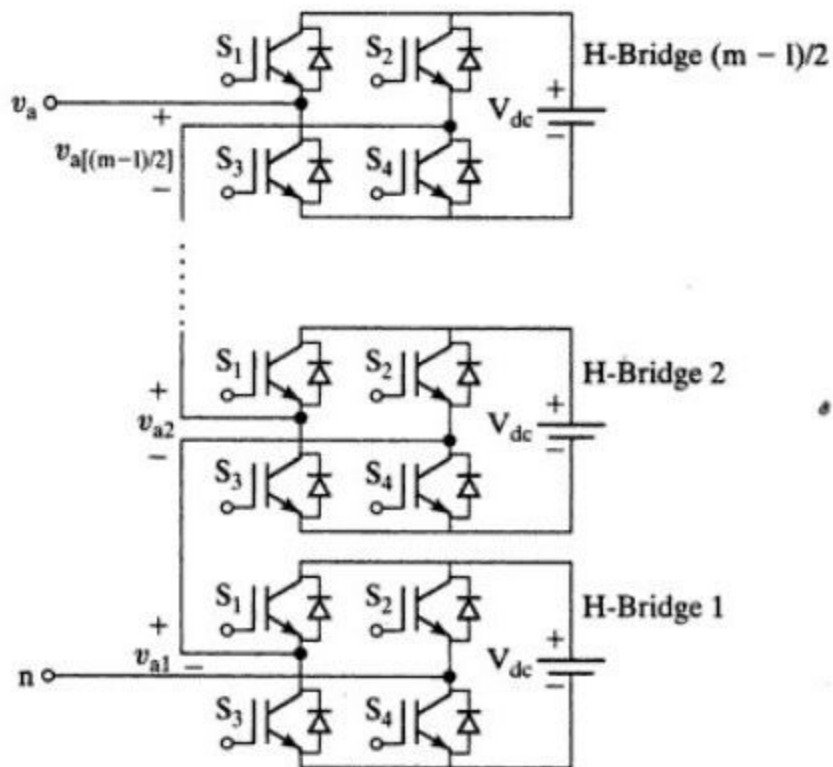 S₁ S₂ H-Bridge (m − 1)/2
vₐ + Vdc +
−
va[(m−1)/2]
−
S₃ S₄
S₁ S₂ H-Bridge 2
+ Vdc +
va2
− −
S₃ S₄
S₁ S₂ H-Bridge 1
+ Vdc +
va1 − −
n
S₃ S₄